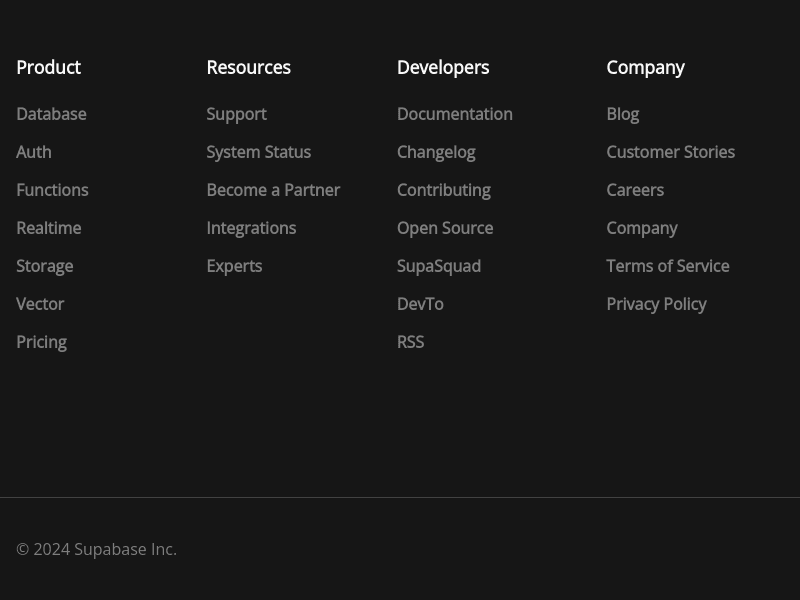 Product
Database
Auth
Functions
Realtime
Storage
Vector
Pricing
Resources
Support
System Status
Become a Partner
Integrations
Experts
Developers
Documentation
Changelog
Contributing
Open Source
SupaSquad
DevTo
RSS
Company
Blog
Customer Stories
Careers
Company
Terms of Service
Privacy Policy
© 2024 Supabase Inc.